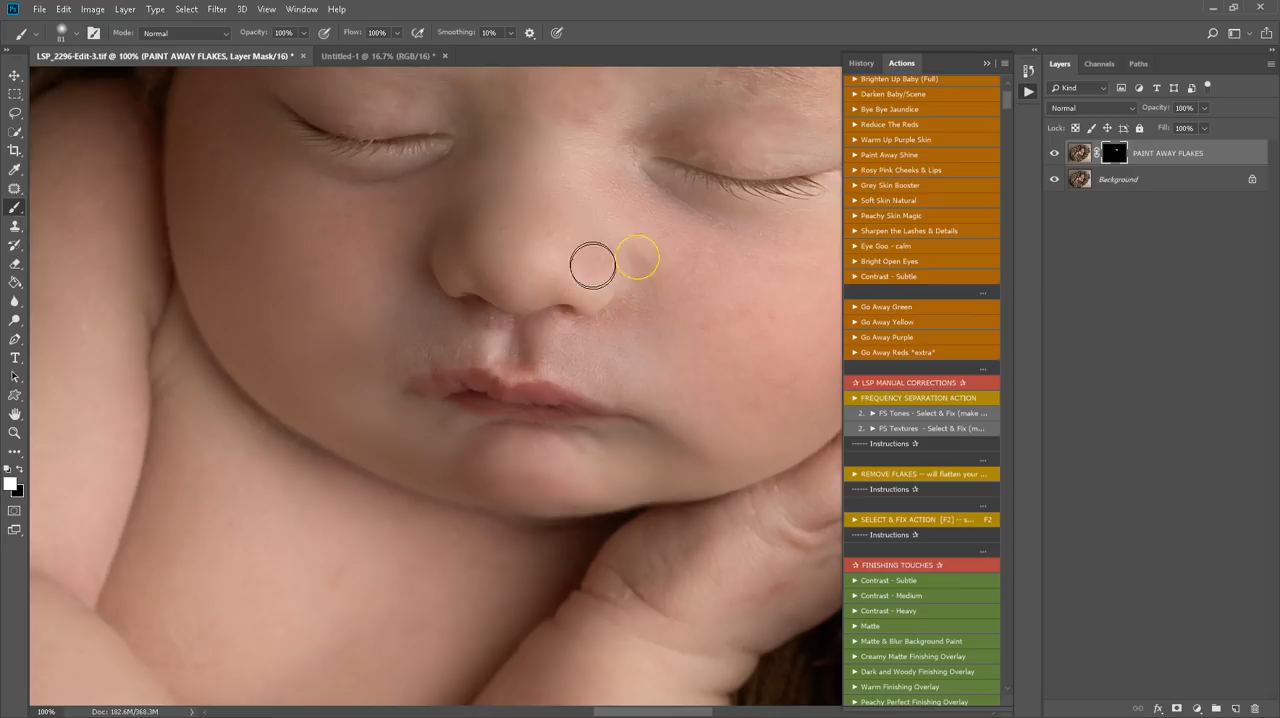 Ps File Edit Image Layer Type Select Filter 3D View Window Help
81 Mode: Normal Opacity: 100% Flow: 100% Smoothing: 10%
LSP_2296-Edit-3.tif @ 100% (PAINT AWAY FLAKES, Layer Mask/16) * × Untitled-1 @ 16.7% (RGB/16) * ×
History Actions
Brighten Up Baby (Full)
Darken Baby/Scene
Bye Bye Jaundice
Reduce The Reds
Warm Up Purple Skin
Paint Away Shine
Rosy Pink Cheeks & Lips
Grey Skin Booster
Soft Skin Natural
Peachy Skin Magic
Sharpen the Lashes & Details
Eye Goo - calm
Bright Open Eyes
Contrast - Subtle
...
Go Away Green
Go Away Yellow
Go Away Purple
Go Away Reds *extra*
...
☆ LSP MANUAL CORRECTIONS ☆
FREQUENCY SEPARATION ACTION
2. ▶ FS Tones - Select & Fix (make ...
2. ▶ FS Textures - Select & Fix (m...
------ Instructions ☆
...
REMOVE FLAKES -- will flatten your ...
------ Instructions ☆
...
SELECT & FIX ACTION [F2] -- s... F2
------ Instructions ☆
...
☆ FINISHING TOUCHES ☆
Contrast - Subtle
Contrast - Medium
Contrast - Heavy
Matte
Matte & Blur Background Paint
Creamy Matte Finishing Overlay
Dark and Woody Finishing Overlay
Warm Finishing Overlay
Peachy Perfect Finishing Overlay
Layers Channels Paths
Kind
Normal Opacity: 100%
Lock: Fill: 100%
PAINT AWAY FLAKES
Background
100% Doc: 182.6M/368.3M